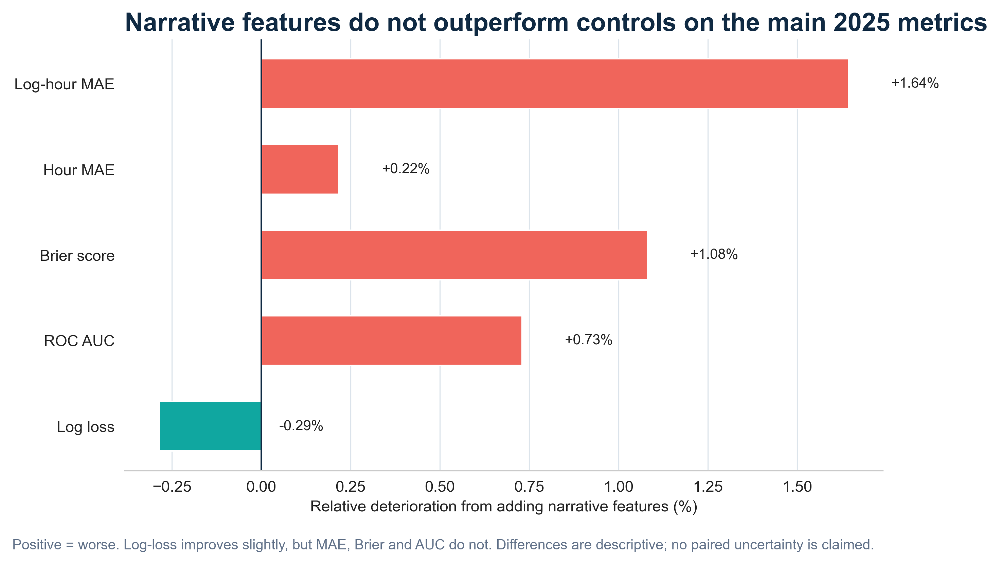 Narrative features do not outperform controls on the main 2025 metrics
Log-hour MAE
+1.64%
Hour MAE
+0.22%
Brier score
+1.08%
ROC AUC
+0.73%
Log loss
-0.29%
−0.25 0.00 0.25 0.50 0.75 1.00 1.25 1.50
Relative deterioration from adding narrative features (%)
Positive = worse. Log-loss improves slightly, but MAE, Brier and AUC do not. Differences are descriptive; no paired uncertainty is claimed.